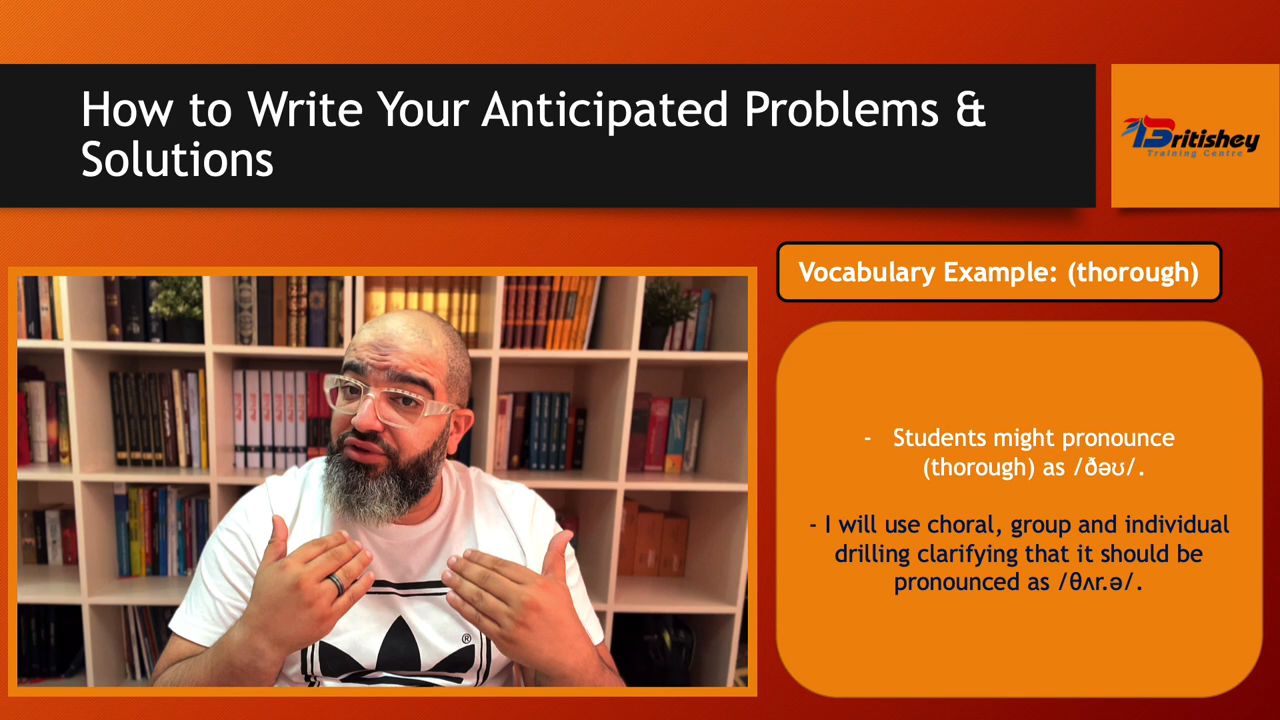 How to Write Your Anticipated Problems &
Solutions
Britishey
Training Centre
Vocabulary Example: (thorough)
- Students might pronounce
(thorough) as /ðəʊ/.
- I will use choral, group and individual
drilling clarifying that it should be
pronounced as /θʌr.ə/.
®